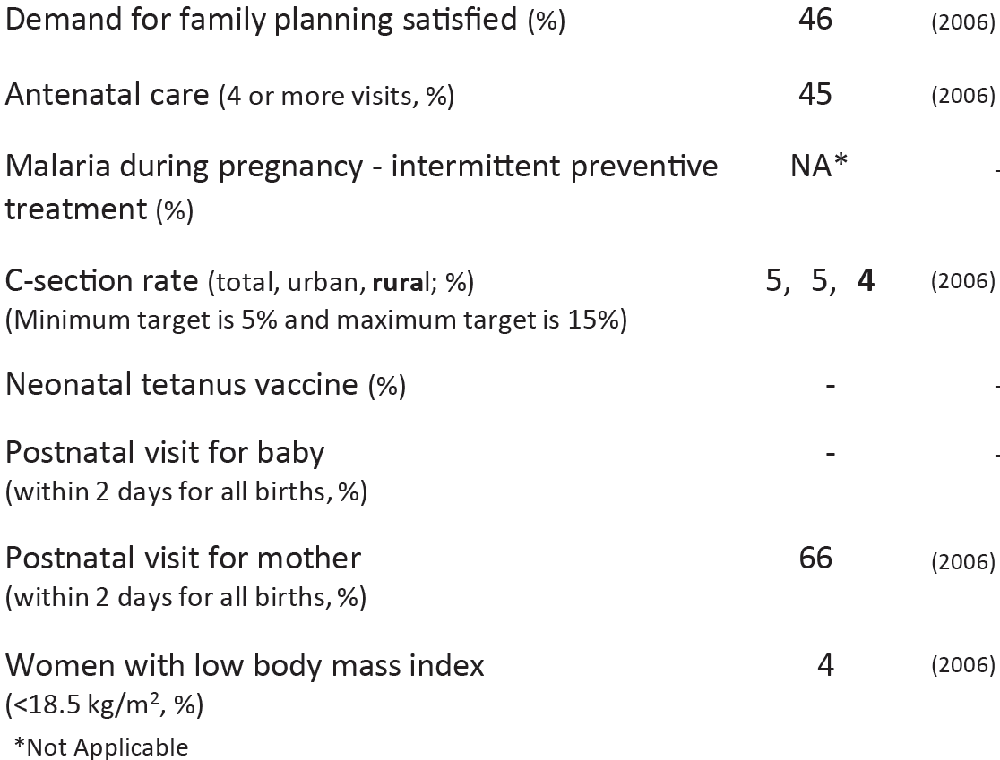 Demand for family planning satisfied (%) 46 (2006)
Antenatal care (4 or more visits, %) 45 (2006)
Malaria during pregnancy - intermittent preventive NA* -
treatment (%)
C-section rate (total, urban, rural; %) 5, 5, 4 (2006)
(Minimum target is 5% and maximum target is 15%)
Neonatal tetanus vaccine (%) - -
Postnatal visit for baby - -
(within 2 days for all births, %)
Postnatal visit for mother 66 (2006)
(within 2 days for all births, %)
Women with low body mass index 4 (2006)
(<18.5 kg/m², %)
*Not Applicable